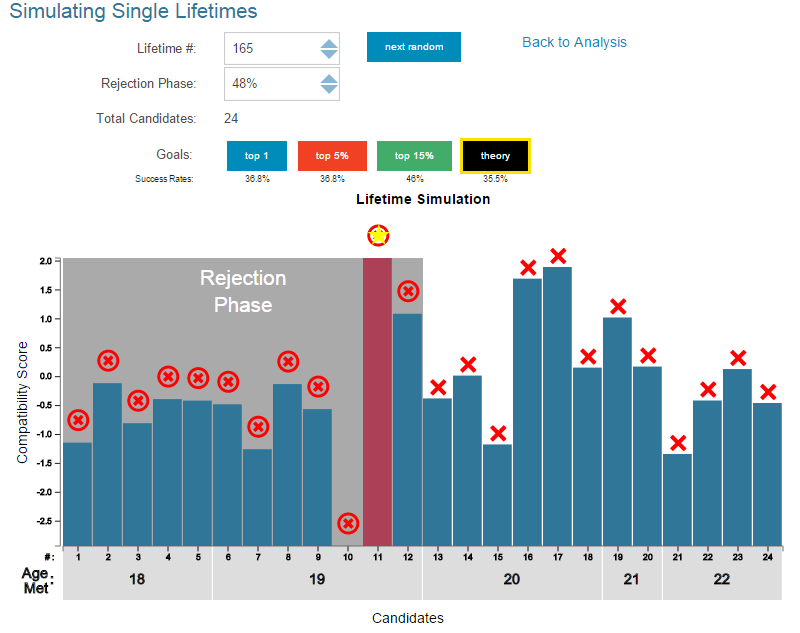 Simulating Single Lifetimes
Lifetime #: 165 next random Back to Analysis
Rejection Phase: 48%
Total Candidates: 24
Goals: top 1 top 5% top 15% theory
Success Rates: 36.8% 36.8% 46% 35.5%
Lifetime Simulation
Rejection
Phase
Compatibility Score
2.0
1.5
1.0
0.5
0.0
-0.5
-1.0
-1.5
-2.0
-2.5
#: 1 2 3 4 5 6 7 8 9 10 11 12 13 14 15 16 17 18 19 20 21 22 23 24
Age Met: 18 19 20 21 22
Candidates